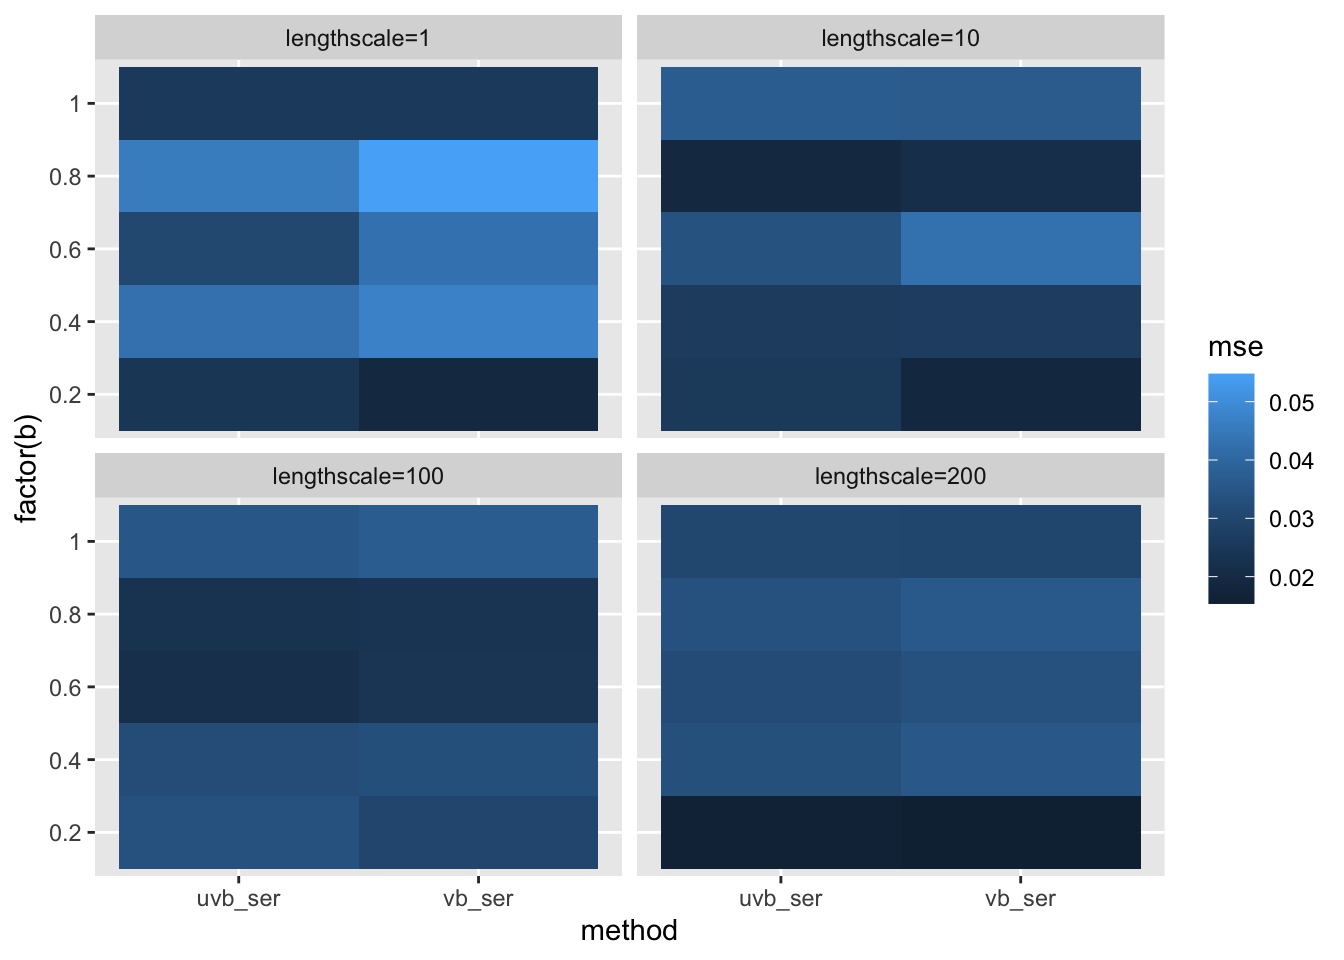 lengthscale=1
lengthscale=10
1
0.8
0.6
0.4
0.2
lengthscale=100
lengthscale=200
1
0.8
0.6
0.4
0.2
uvb_ser
vb_ser
uvb_ser
vb_ser
method
factor(b)
mse
0.05
0.04
0.03
0.02